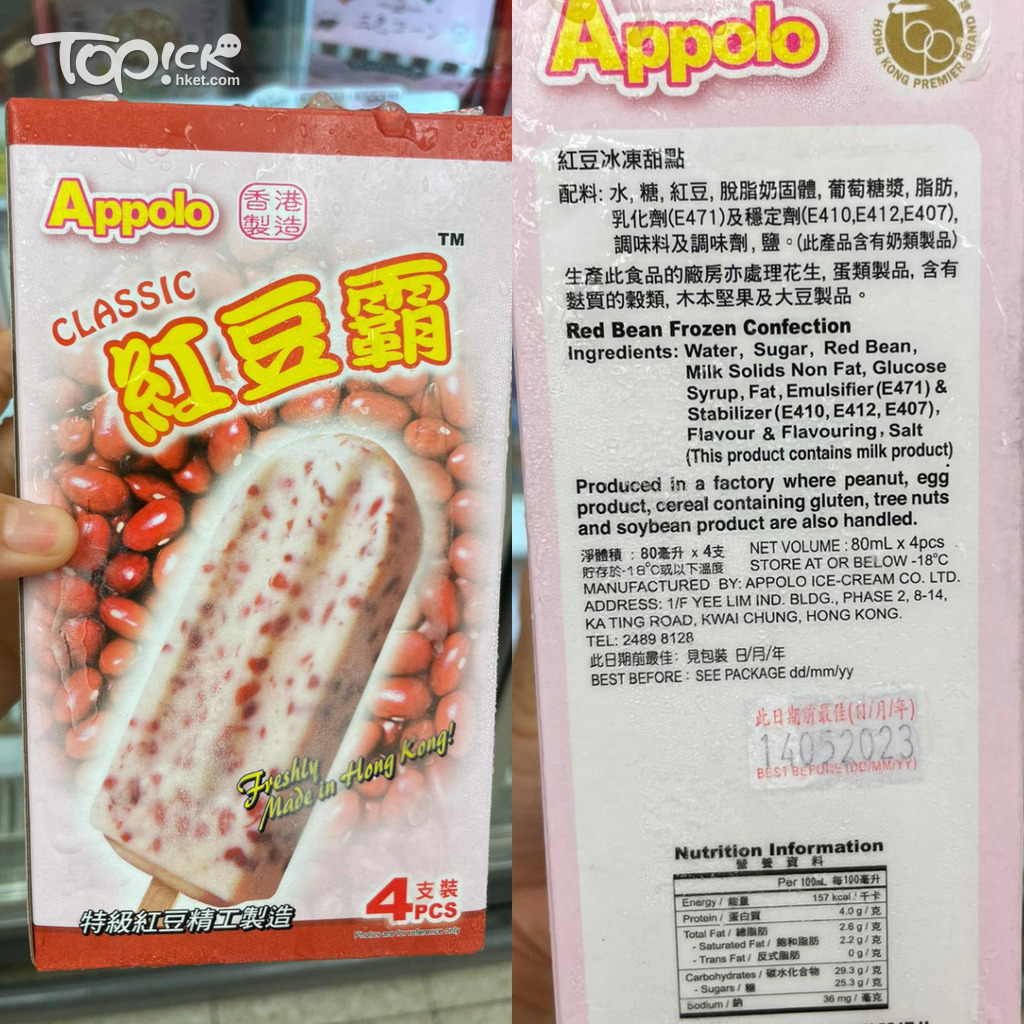 TOPICK
hket.com
Appolo
香港
製造
TM
CLASSIC
紅豆霸
Freshly
Made in Hong Kong!
4支裝
PCS
特級紅豆精工製造
Photos are for reference only
Appolo
HONG KONG PREMIER BRAND
紅豆冰凍甜點
配料: 水, 糖, 紅豆, 脫脂奶固體, 葡萄糖漿, 脂肪,
乳化劑(E471)及穩定劑(E410,E412,E407),
調味料及調味劑, 鹽。(此產品含有奶類製品)
生產此食品的廠房亦處理花生, 蛋類製品, 含有
麩質的穀類, 木本堅果及大豆製品。
Red Bean Frozen Confection
Ingredients: Water, Sugar, Red Bean,
Milk Solids Non Fat, Glucose
Syrup, Fat, Emulsifier (E471) &
Stabilizer (E410, E412, E407),
Flavour & Flavouring, Salt
(This product contains milk product)
Produced in a factory where peanut, egg
product, cereal containing gluten, tree nuts
and soybean product are also handled.
淨體積 : 80毫升 x 4支 NET VOLUME : 80mL x 4pcs
貯存於-18°C或以下溫度 STORE AT OR BELOW -18°C
MANUFACTURED BY: APPOLO ICE-CREAM CO. LTD.
ADDRESS: 1/F YEE LIM IND. BLDG., PHASE 2, 8-14,
KA TING ROAD, KWAI CHUNG, HONG KONG.
TEL: 2489 8128
此日期前最佳: 見包裝 日/月/年
BEST BEFORE : SEE PACKAGE dd/mm/yy
此日期前最佳(日/月/年)
14052023
BEST BEFORE (DD/MM/YY)
Nutrition Information
營養資料
Per 100mL 每100毫升
Energy / 能量 157 kcal / 千卡
Protein / 蛋白質 4.0 g / 克
Total Fat / 總脂肪 2.6 g / 克
- Saturated Fat / 飽和脂肪 2.2 g / 克
- Trans Fat / 反式脂肪 0 g / 克
Carbohydrates / 碳水化合物 29.3 g / 克
- Sugars / 糖 25.3 g / 克
Sodium / 鈉 36 mg / 毫克